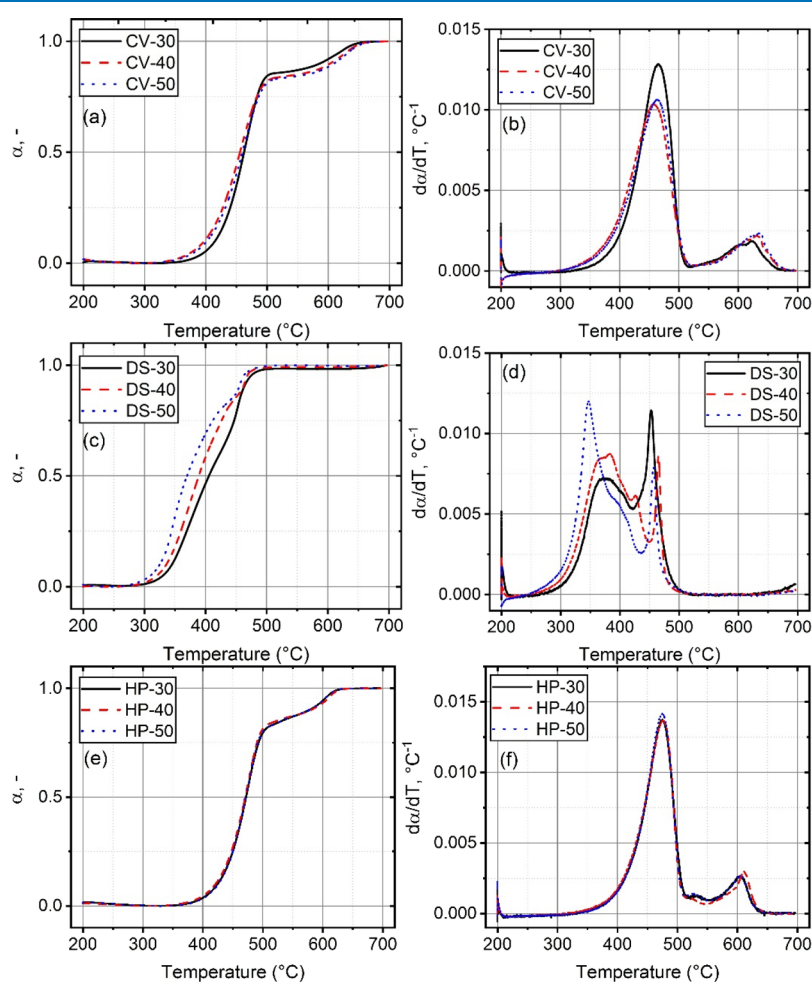 CV-30
CV-40
CV-50
(a)
α, -
1.0
0.5
0.0
200 300 400 500 600 700
Temperature (°C)
CV-30
CV-40
CV-50
(b)
dα/dT, °C-1
0.015
0.010
0.005
0.000
200 300 400 500 600 700
Temperature (°C)
DS-30
DS-40
DS-50
(c)
α, -
1.0
0.5
0.0
200 300 400 500 600 700
Temperature (°C)
DS-30
DS-40
DS-50
(d)
dα/dT, °C-1
0.015
0.010
0.005
0.000
200 300 400 500 600 700
Temperature (°C)
HP-30
HP-40
HP-50
(e)
α, -
1.0
0.5
0.0
200 300 400 500 600 700
Temperature (°C)
HP-30
HP-40
HP-50
(f)
dα/dT, °C-1
0.015
0.010
0.005
0.000
200 300 400 500 600 700
Temperature (°C)